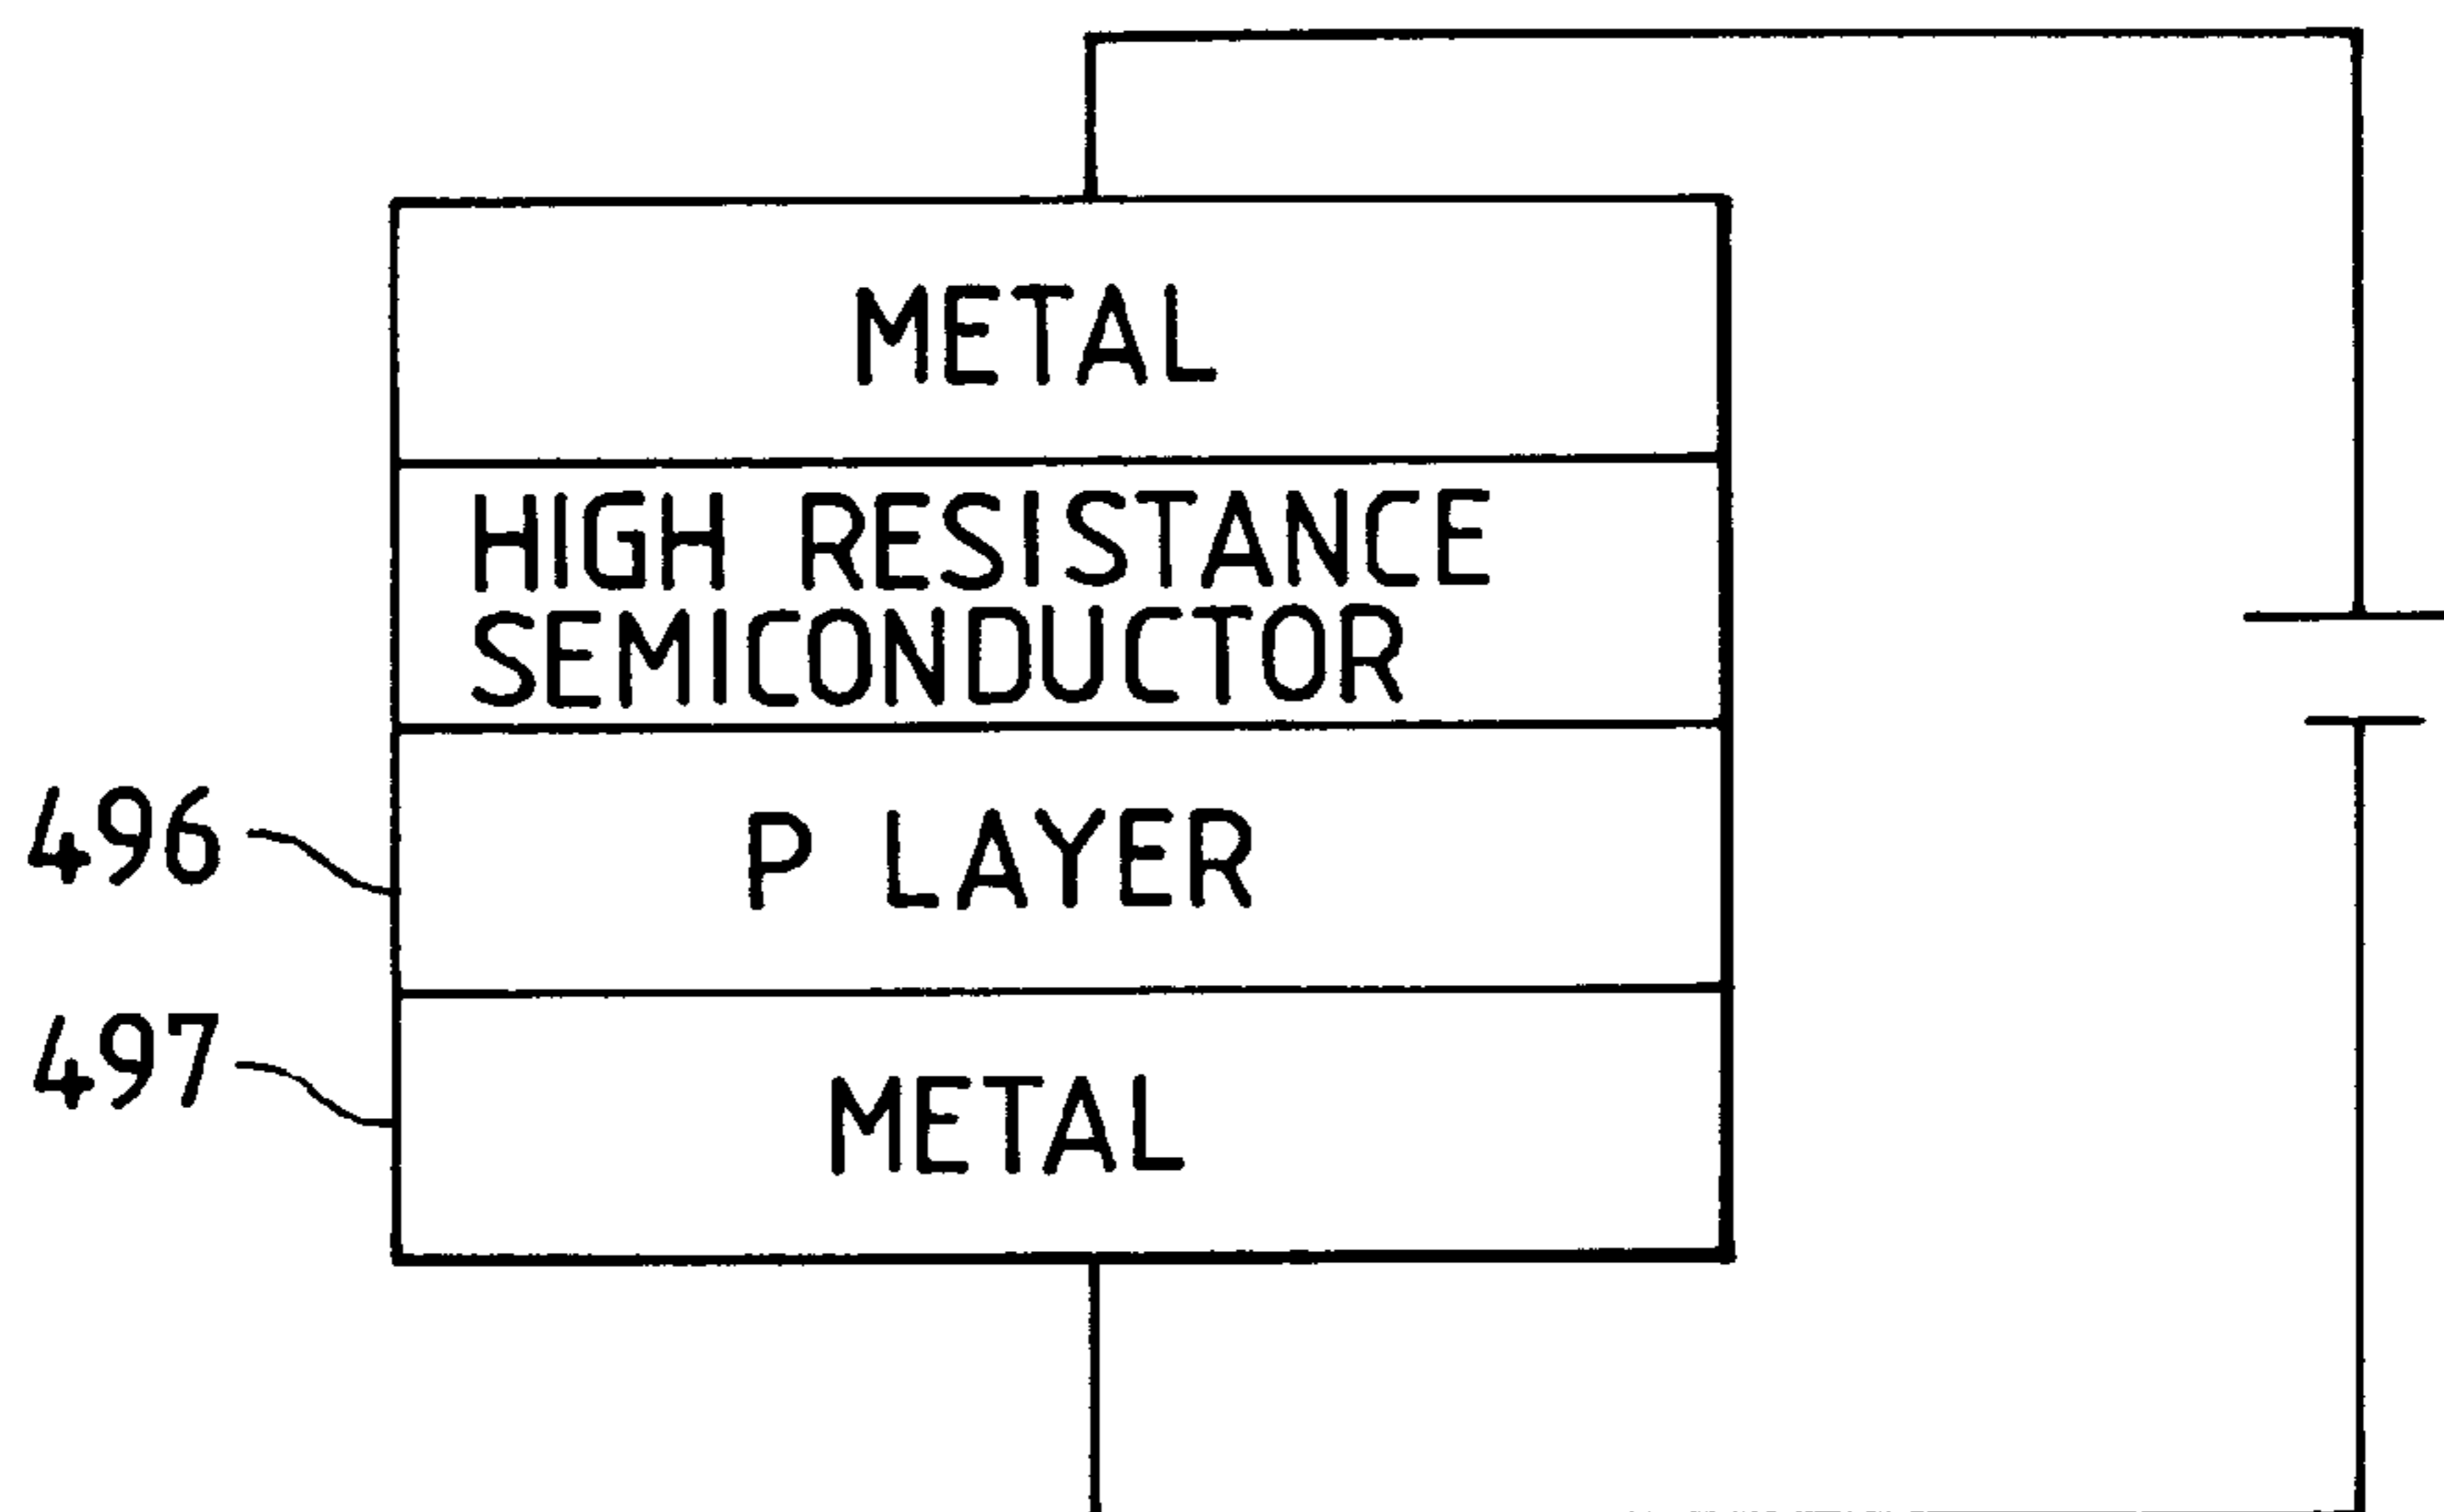 METAL
HIGH RESISTANCE
SEMICONDUCTOR
496
P LAYER
497
METAL